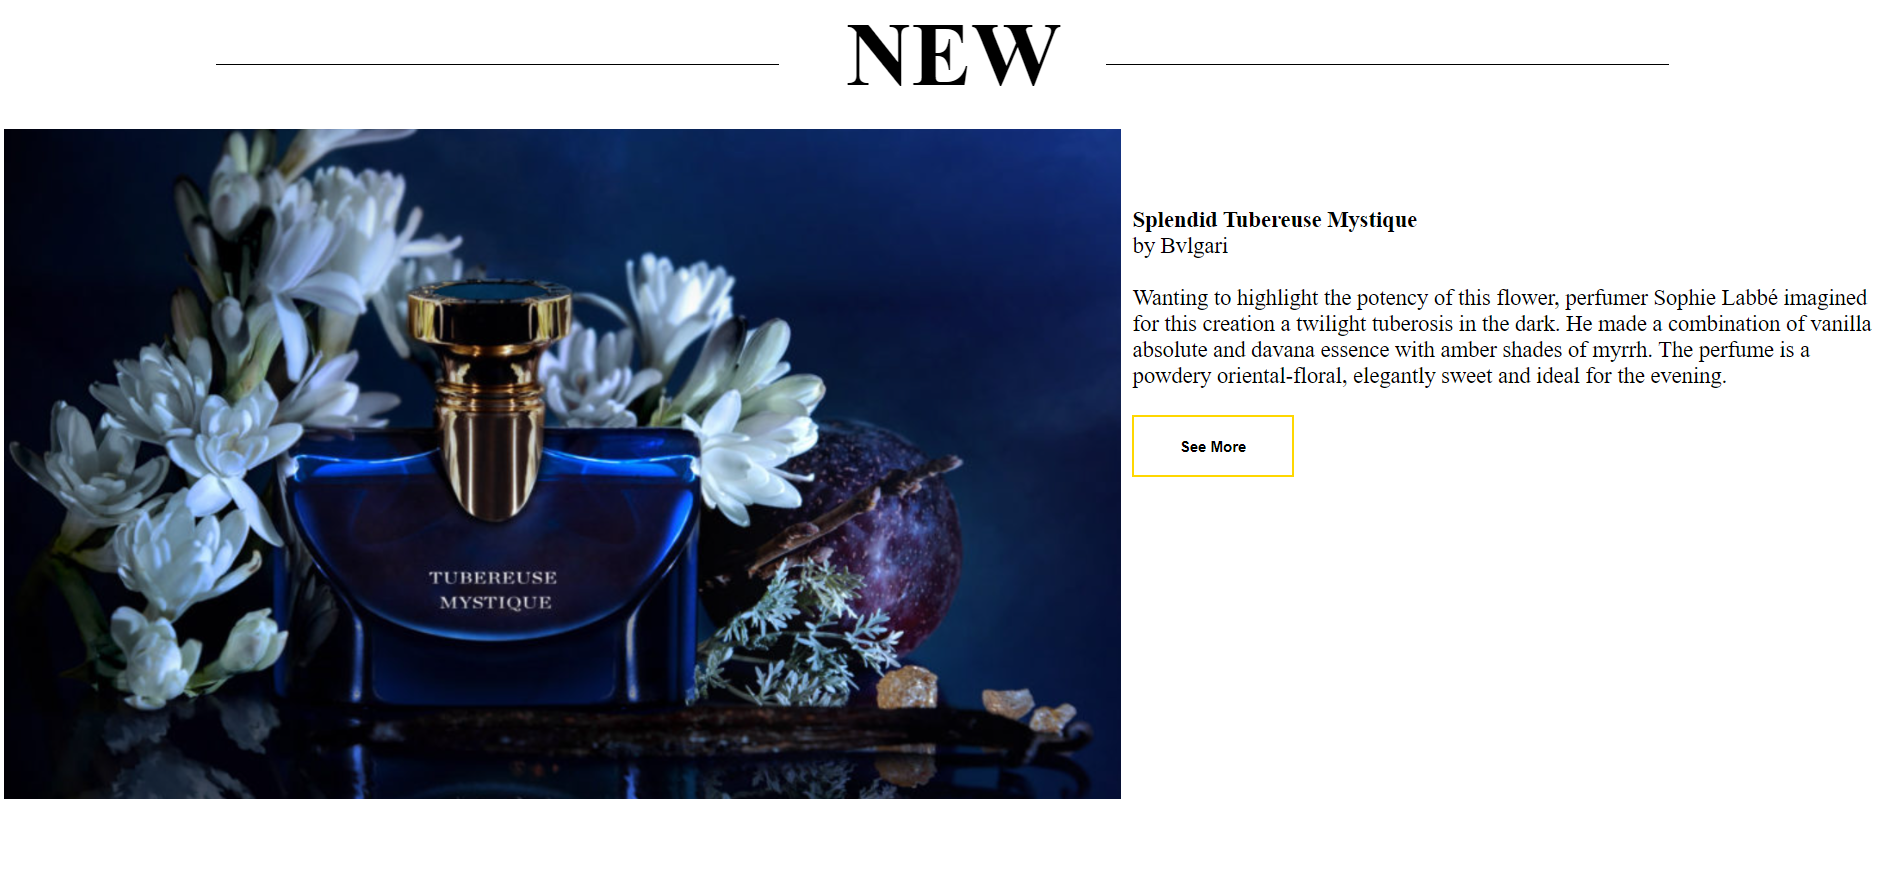 NEW
Splendid Tubereuse Mystique
by Bvlgari
Wanting to highlight the potency of this flower, perfumer Sophie Labbé imagined
for this creation a twilight tuberosis in the dark. He made a combination of vanilla
absolute and davana essence with amber shades of myrrh. The perfume is a
powdery oriental-floral, elegantly sweet and ideal for the evening.
See More
TUBEREUSE
MYSTIQUE